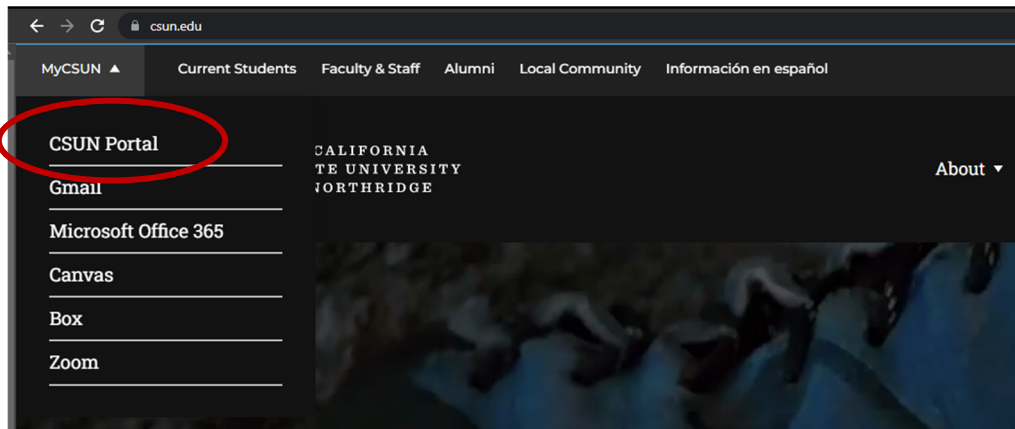 csun.edu
MyCSUN ▲ Current Students Faculty & Staff Alumni Local Community Información en español
CSUN Portal
Gmail
Microsoft Office 365
Canvas
Box
Zoom
CALIFORNIA
TE UNIVERSITY
NORTHRIDGE
About ▼